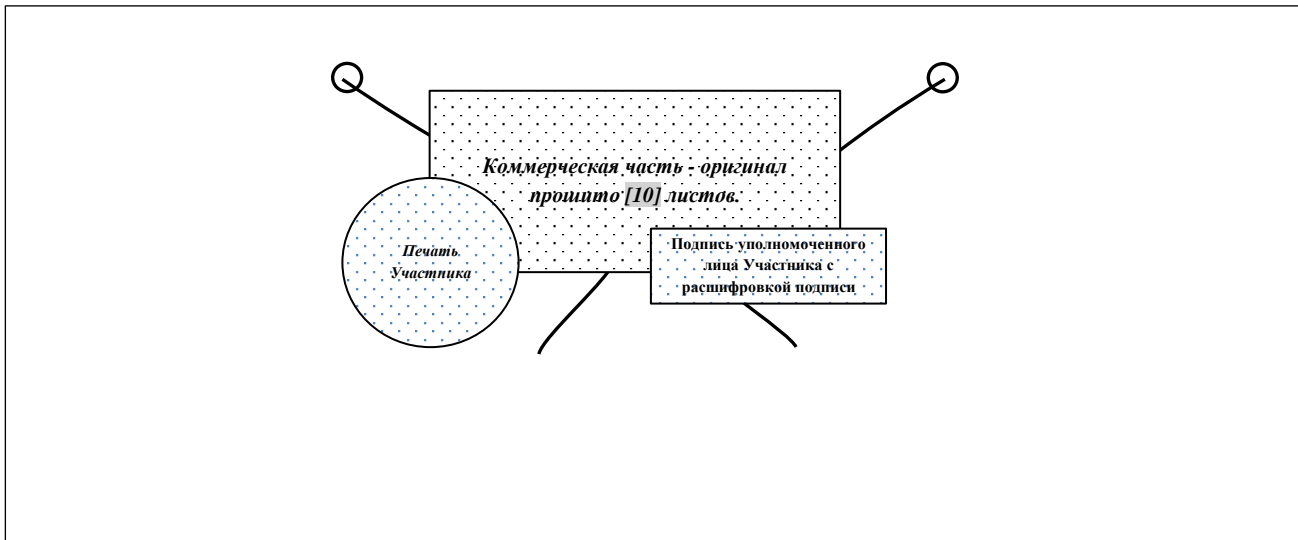 Коммерческая часть - оригинал
прошито [10] листов.
Печать
Участника
Подпись уполномоченного
лица Участника с
расшифровкой подписи